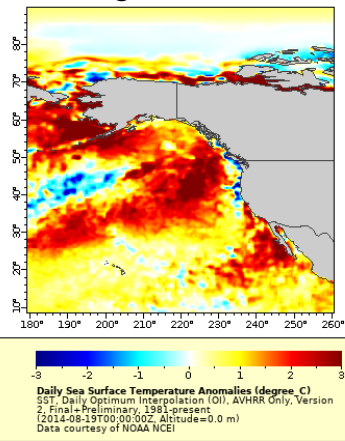 80°
70°
60°
50°
40°
30°
20°
10°
180° 190° 200° 210° 220° 230° 240° 250° 260°
-3 -2 -1 0 1 2 3
Daily Sea Surface Temperature Anomalies (degree_C)
SST, Daily Optimum Interpolation (OI), AVHRR Only, Version
2, Final+Preliminary, 1981-present
(2014-08-19T00:00:00Z, Altitude=0.0 m)
Data courtesy of NOAA NCEI